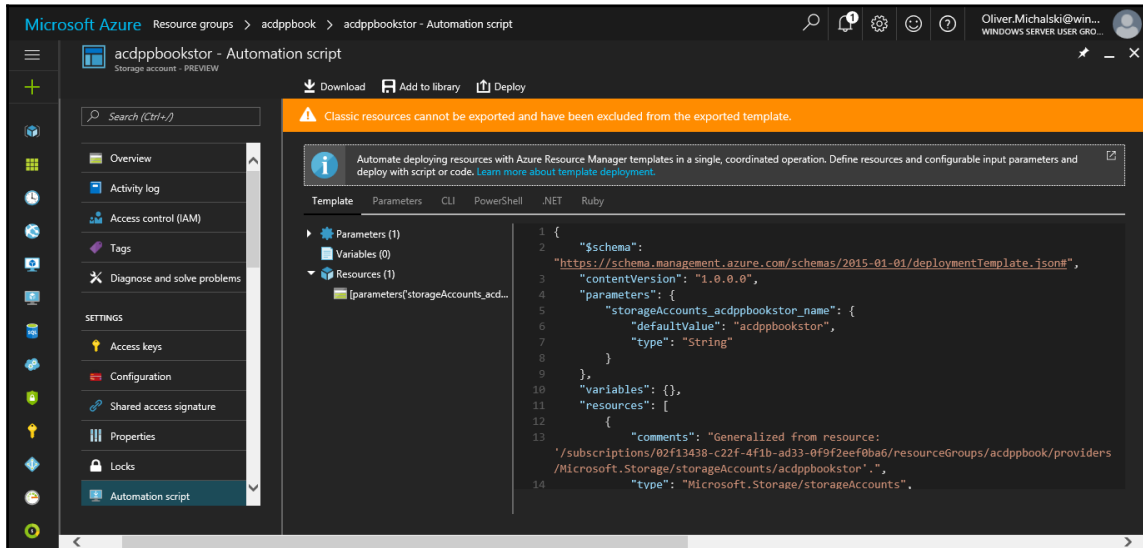 Microsoft Azure Resource groups > acdppbook > acdppbookstor - Automation script
Oliver.Michalski@win...
WINDOWS SERVER USER GRO...
acdppbookstor - Automation script
Storage account - PREVIEW
Download Add to library Deploy
Search (Ctrl+/)
Classic resources cannot be exported and have been excluded from the exported template.
Overview
Activity log
Access control (IAM)
Tags
Diagnose and solve problems
SETTINGS
Access keys
Configuration
Shared access signature
Properties
Locks
Automation script
Automate deploying resources with Azure Resource Manager templates in a single, coordinated operation. Define resources and configurable input parameters and
deploy with script or code. Learn more about template deployment.
Template Parameters CLI PowerShell .NET Ruby
Parameters (1)
Variables (0)
Resources (1)
[parameters('storageAccounts_acd...
1 {
2 "$schema":
"https://schema.management.azure.com/schemas/2015-01-01/deploymentTemplate.json#",
3 "contentVersion": "1.0.0.0",
4 "parameters": {
5 "storageAccounts_acdppbookstor_name": {
6 "defaultValue": "acdppbookstor",
7 "type": "String"
8 }
9 },
10 "variables": {},
11 "resources": [
12 {
13 "comments": "Generalized from resource:
'/subscriptions/02f13438-c22f-4f1b-ad33-0f9f2eef0ba6/resourceGroups/acdppbook/providers
/Microsoft.Storage/storageAccounts/acdppbookstor'.",
14 "type": "Microsoft.Storage/storageAccounts",